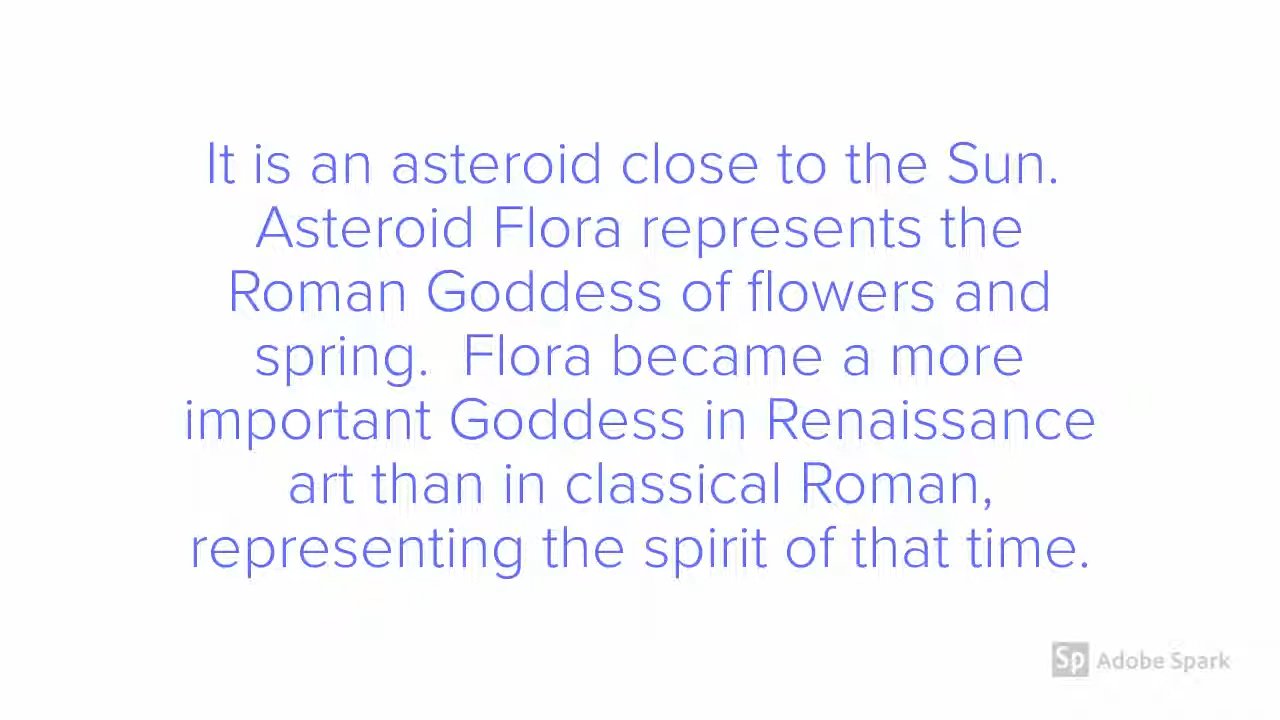 It is an asteroid close to the Sun.
Asteroid Flora represents the
Roman Goddess of flowers and
spring.  Flora became a more
important Goddess in Renaissance
art than in classical Roman,
representing the spirit of that time.
Sp Adobe Spark